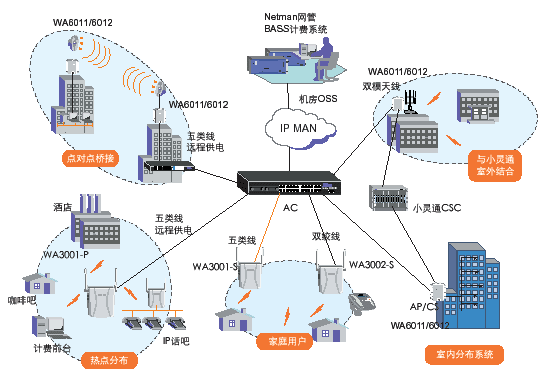 Netman网管
BASS计费系统
WA6011/6012
机房OSS
WA6011/6012
双模天线
WA6011/6012
IP MAN
五类线
远程供电
点对点桥接
与小灵通
室外结合
AC
小灵通CSC
酒店
五类线
远程供电
五类线
双绞线
WA3001-P
WA3001-S
WA3002-S
咖啡吧
AP/CS
WA6011/6012
计费前台
IP话吧
热点分布
家庭用户
室内分布系统